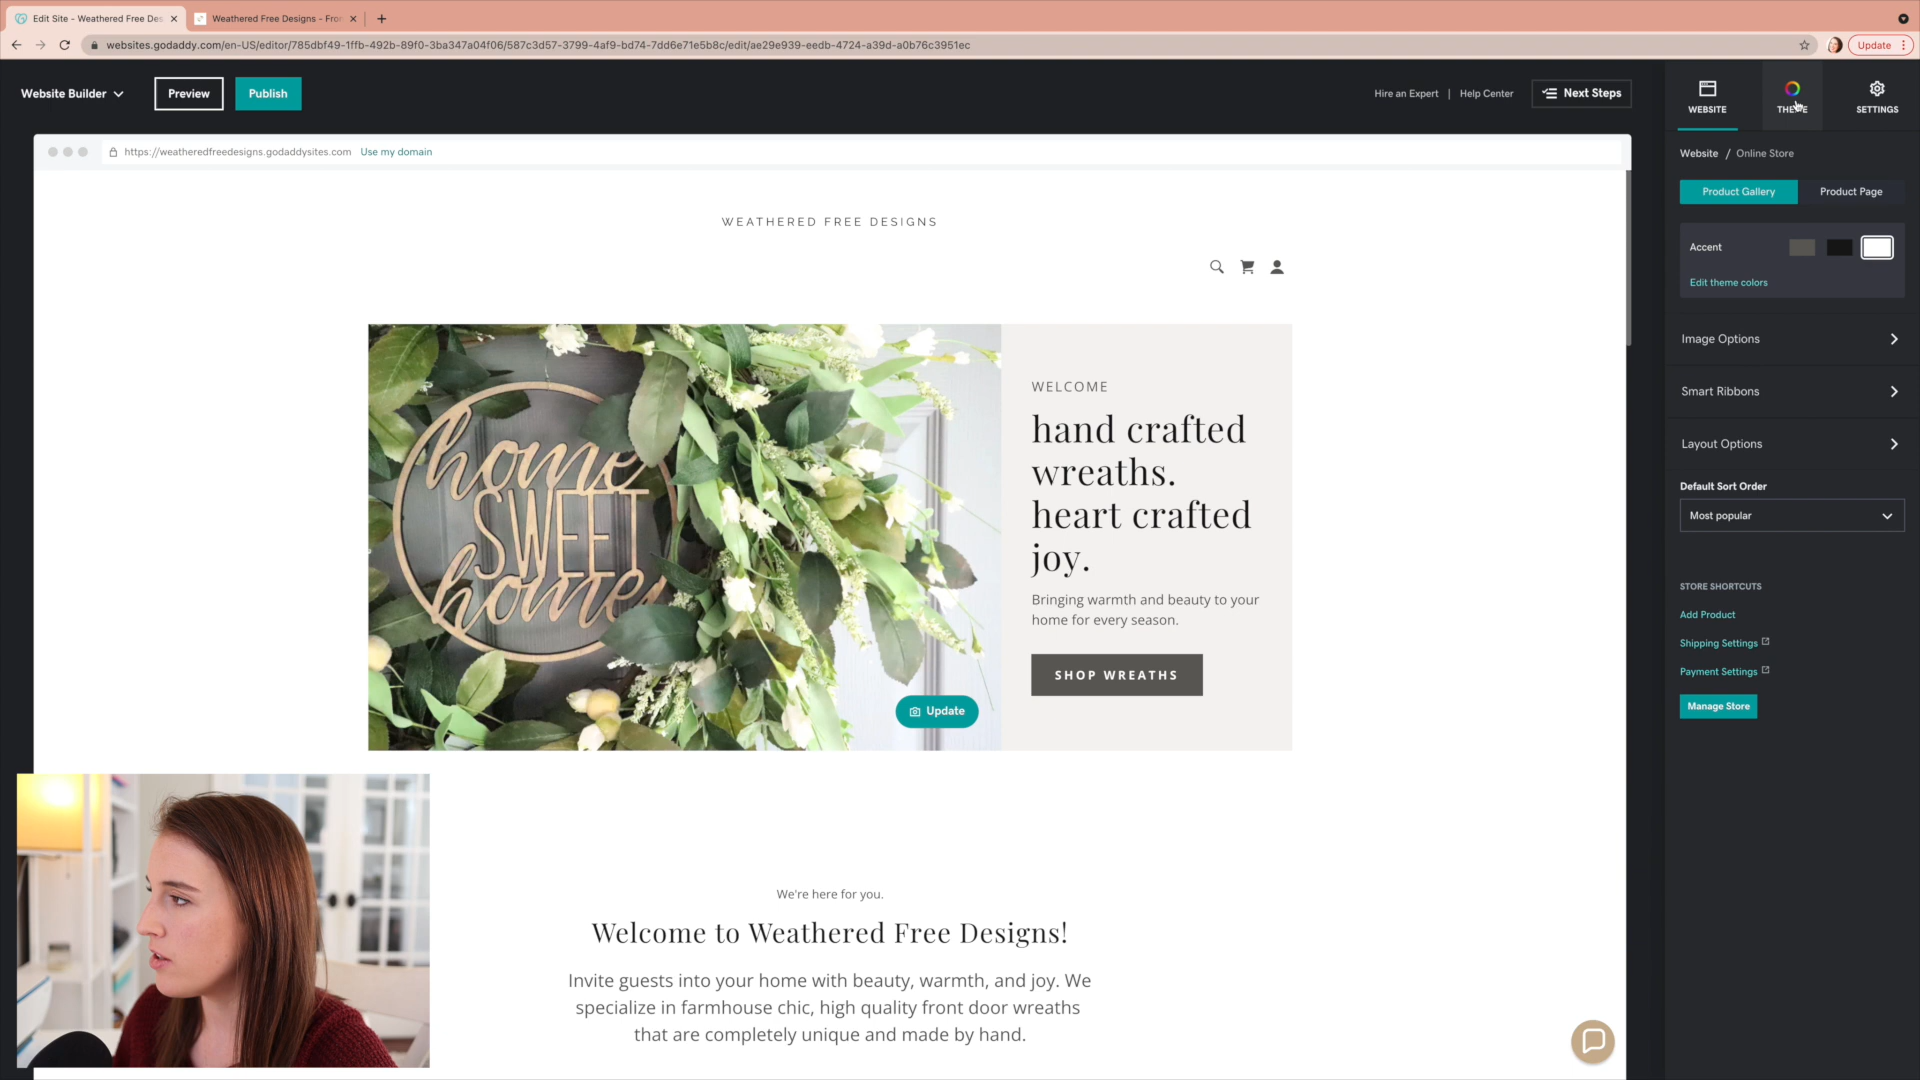 Edit Site - Weathered Free Des
Weathered Free Designs - Fro
websites.godaddy.com/en-US/editor/785dbf49-1ffb-492b-89f0-3ba347a04f06/587c3d57-3799-4af9-bd74-7dd6e71e5b8c/edit/ae29e939-eedb-4724-a39d-a0b76c3951ec
Update
Website Builder
Preview
Publish
Hire an Expert | Help Center
Next Steps
WEBSITE
THEME
SETTINGS
https://weatheredfreedesigns.godaddysites.com Use my domain
Website / Online Store
Product Gallery
Product Page
Accent
Edit theme colors
Image Options
Smart Ribbons
Layout Options
Default Sort Order
Most popular
STORE SHORTCUTS
Add Product
Shipping Settings
Payment Settings
Manage Store
WEATHERED FREE DESIGNS
home
SWEET
home
WELCOME
hand crafted
wreaths.
heart crafted
joy.
Bringing warmth and beauty to your
home for every season.
SHOP WREATHS
Update
We're here for you.
Welcome to Weathered Free Designs!
Invite guests into your home with beauty, warmth, and joy. We
specialize in farmhouse chic, high quality front door wreaths
that are completely unique and made by hand.